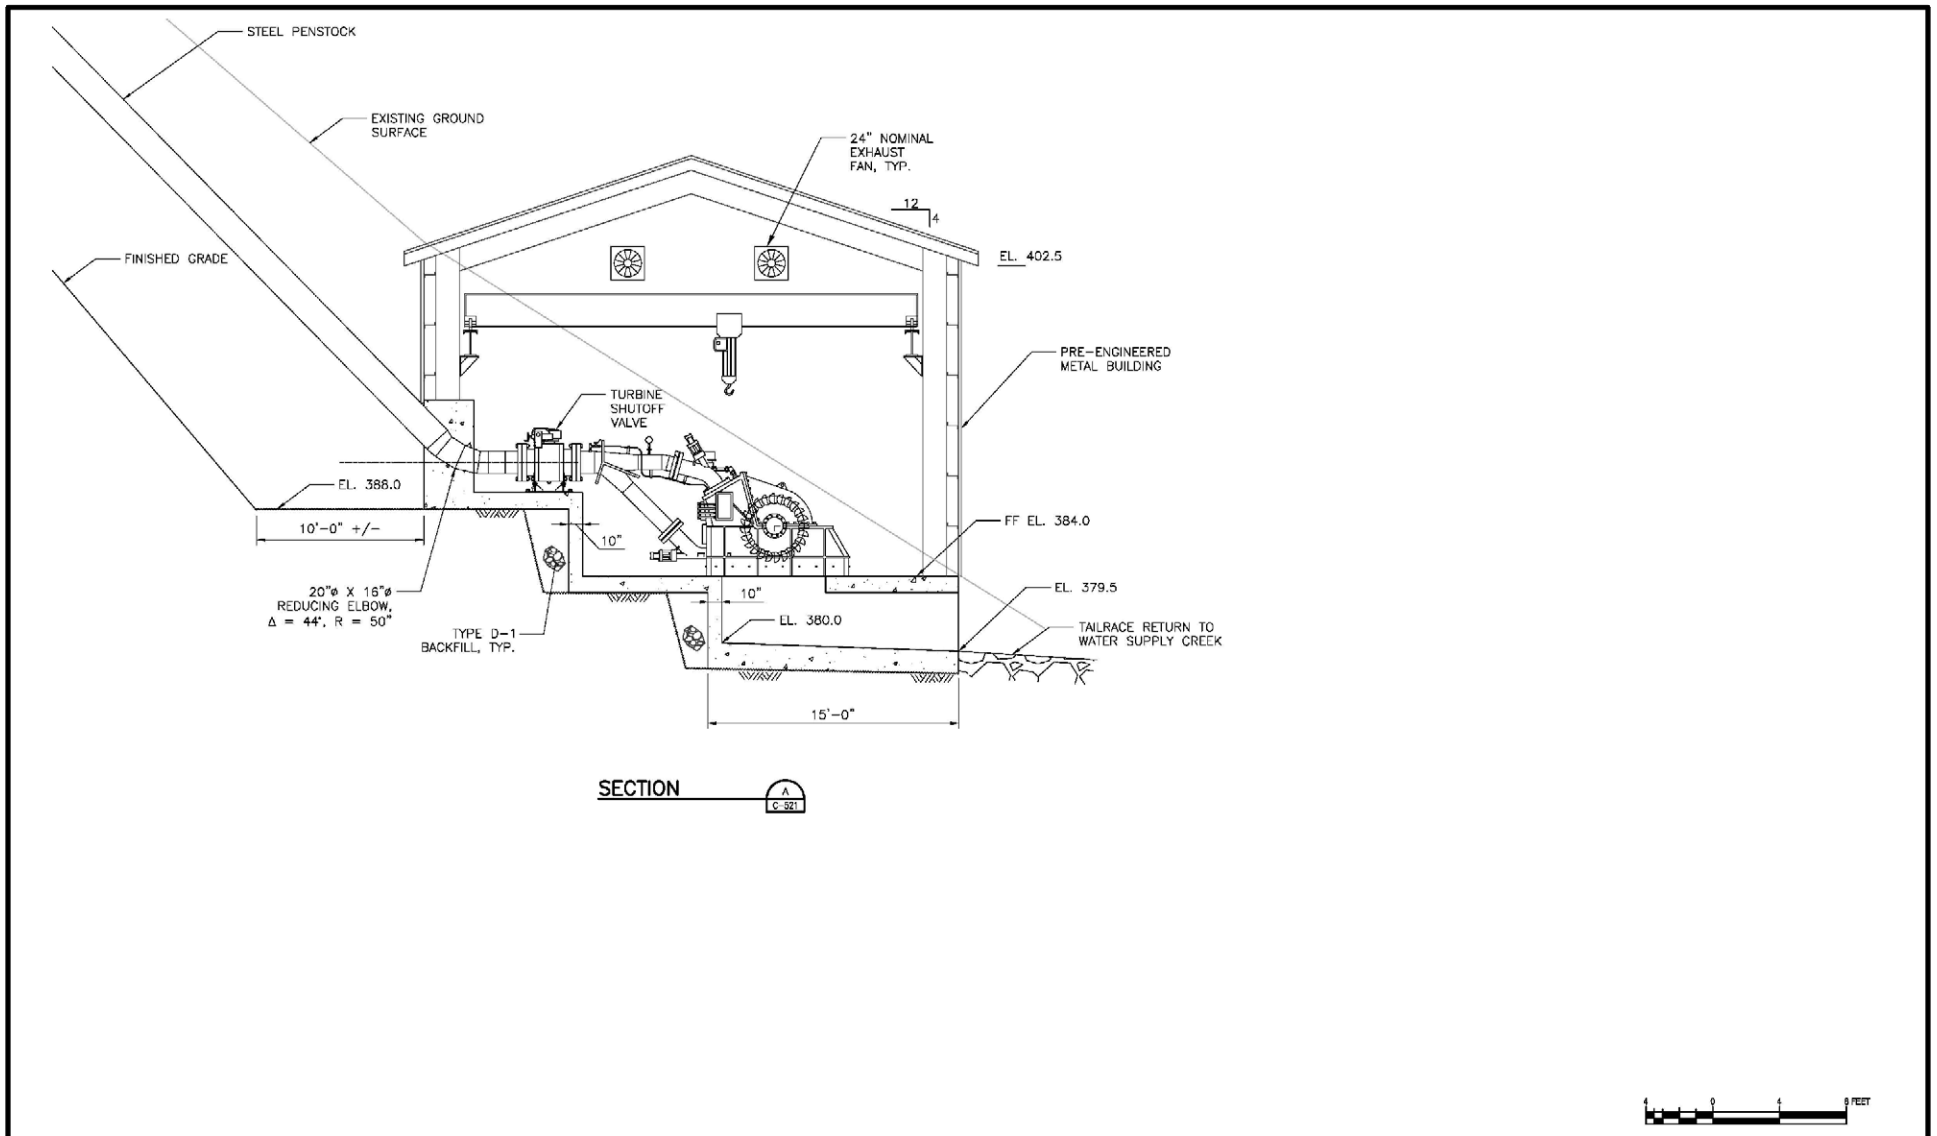 STEEL PENSTOCK
EXISTING GROUND
SURFACE
24" NOMINAL
EXHAUST
FAN, TYP.
12
4
FINISHED GRADE
EL. 402.5
PRE-ENGINEERED
METAL BUILDING
TURBINE
SHUTOFF
VALVE
EL. 388.0
10'-0" +/-
10"
FF EL. 384.0
20"ø X 16"ø
REDUCING ELBOW,
Δ = 44°, R = 50"
10"
EL. 379.5
TYPE D-1
BACKFILL, TYP.
EL. 380.0
TAILRACE RETURN TO
WATER SUPPLY CREEK
15'-0"
SECTION
A
C-521
4 0 4 8 FEET